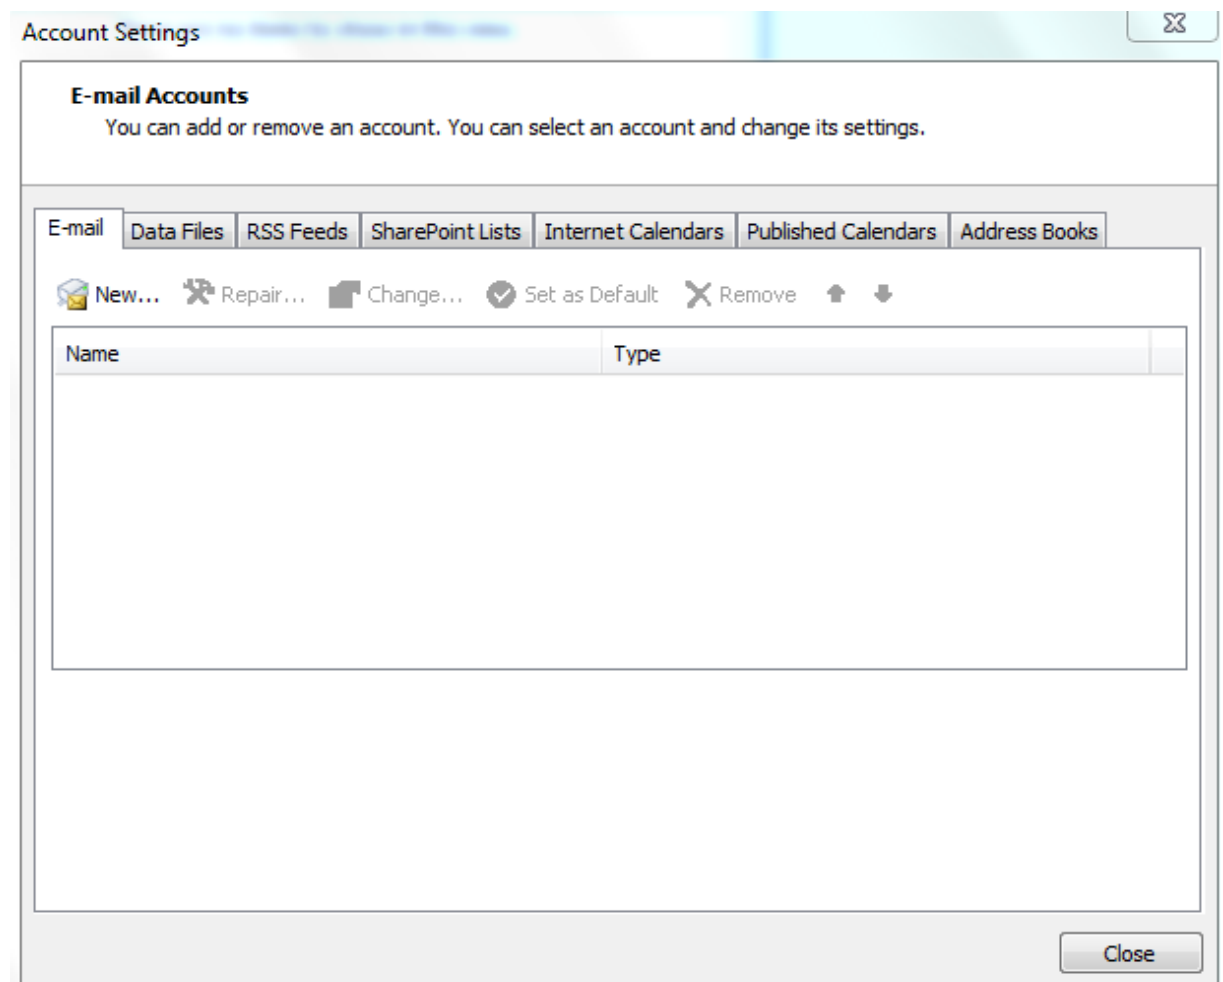 Account Settings
E-mail Accounts
You can add or remove an account. You can select an account and change its settings.
E-mail Data Files RSS Feeds SharePoint Lists Internet Calendars Published Calendars Address Books
New... Repair... Change... Set as Default Remove
Name Type
Close